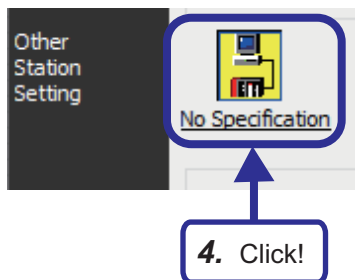 Other
Station
Setting
No Specification
4. Click!